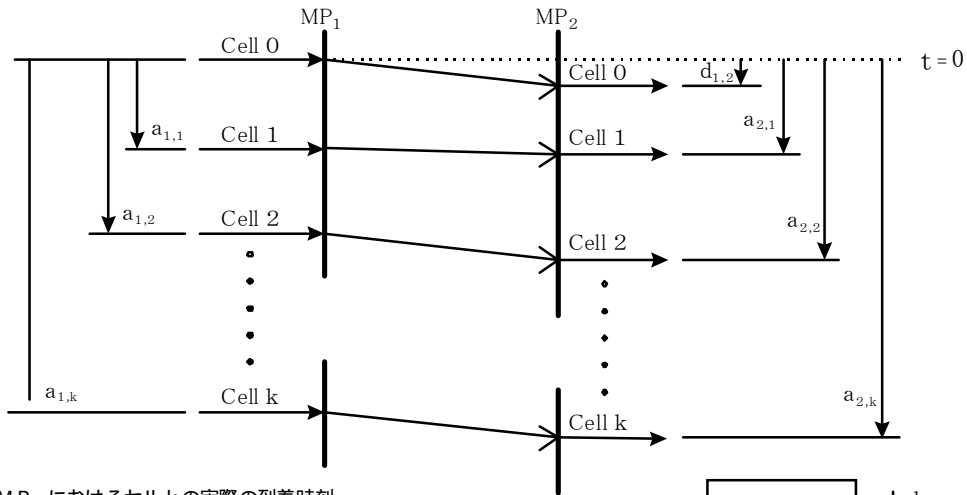 MP₁ MP₂
t = 0
Cell 0
Cell 0
d₁,₂
a₁,₁
Cell 1
Cell 1
a₂,₁
a₁,₂
Cell 2
Cell 2
a₂,₂
a₁,ₖ
Cell k
Cell k
a₂,ₖ